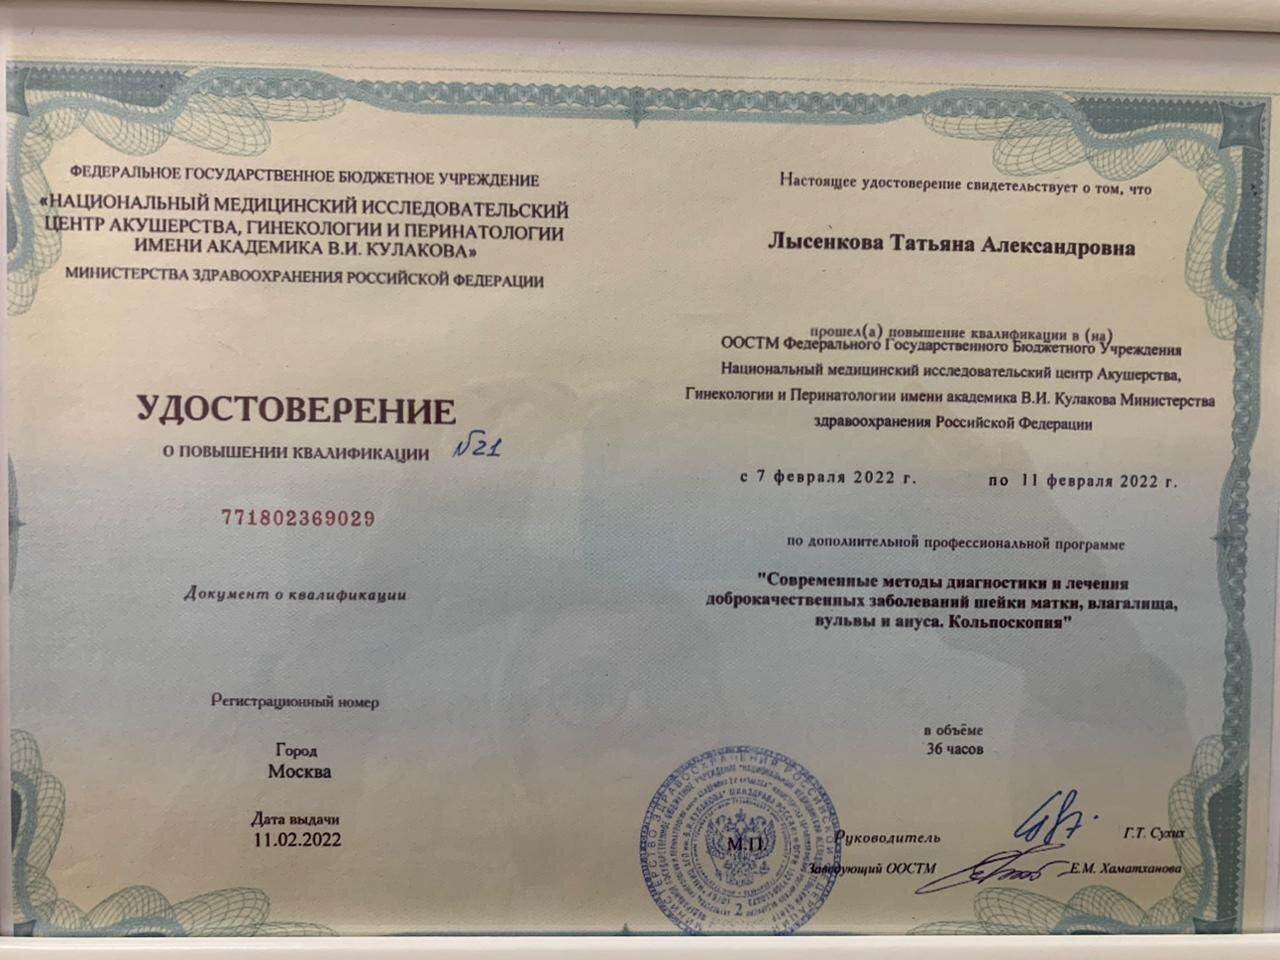 ФЕДЕРАЛЬНОЕ ГОСУДАРСТВЕННОЕ БЮДЖЕТНОЕ УЧРЕЖДЕНИЕ
«НАЦИОНАЛЬНЫЙ МЕДИЦИНСКИЙ ИССЛЕДОВАТЕЛЬСКИЙ
ЦЕНТР АКУШЕРСТВА, ГИНЕКОЛОГИИ И ПЕРИНАТОЛОГИИ
ИМЕНИ АКАДЕМИКА В.И. КУЛАКОВА»
МИНИСТЕРСТВА ЗДРАВООХРАНЕНИЯ РОССИЙСКОЙ ФЕДЕРАЦИИ
УДОСТОВЕРЕНИЕ
О ПОВЫШЕНИИ КВАЛИФИКАЦИИ №21
771802369029
Документ о квалификации
Регистрационный номер
Город
Москва
Дата выдачи
11.02.2022
Настоящее удостоверение свидетельствует о том, что
Лысенкова Татьяна Александровна
прошел(а) повышение квалификации в (на)
ООСТМ Федерального Государственного Бюджетного Учреждения
Национальный медицинский исследовательский центр Акушерства,
Гинекологии и Перинатологии имени академика В.И. Кулакова Министерства
здравоохранения Российской Федерации
с 7 февраля 2022 г. по 11 февраля 2022 г.
по дополнительной профессиональной программе
"Современные методы диагностики и лечения
доброкачественных заболеваний шейки матки, влагалища,
вульвы и ануса. Кольпоскопия"
в объёме
36 часов
М.П.
Руководитель Г.Т. Сухих
Заведующий ООСТМ Е.М. Хаматханова
2